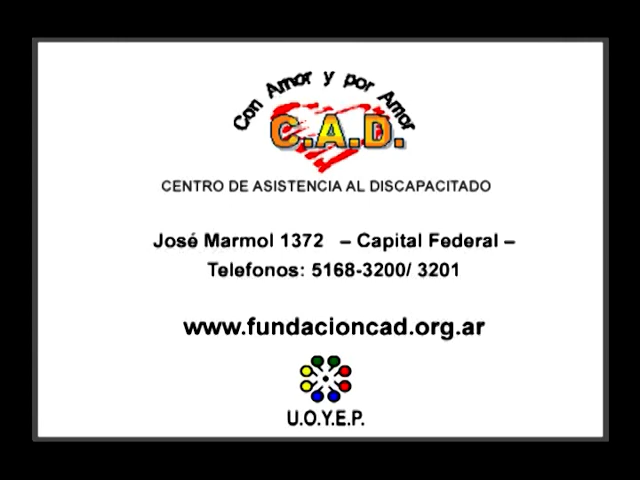 Con Amor y por Amor
C.A.D.
CENTRO DE ASISTENCIA AL DISCAPACITADO
José Marmol 1372 – Capital Federal –
Telefonos: 5168-3200/ 3201
www.fundacioncad.org.ar
U.O.Y.E.P.